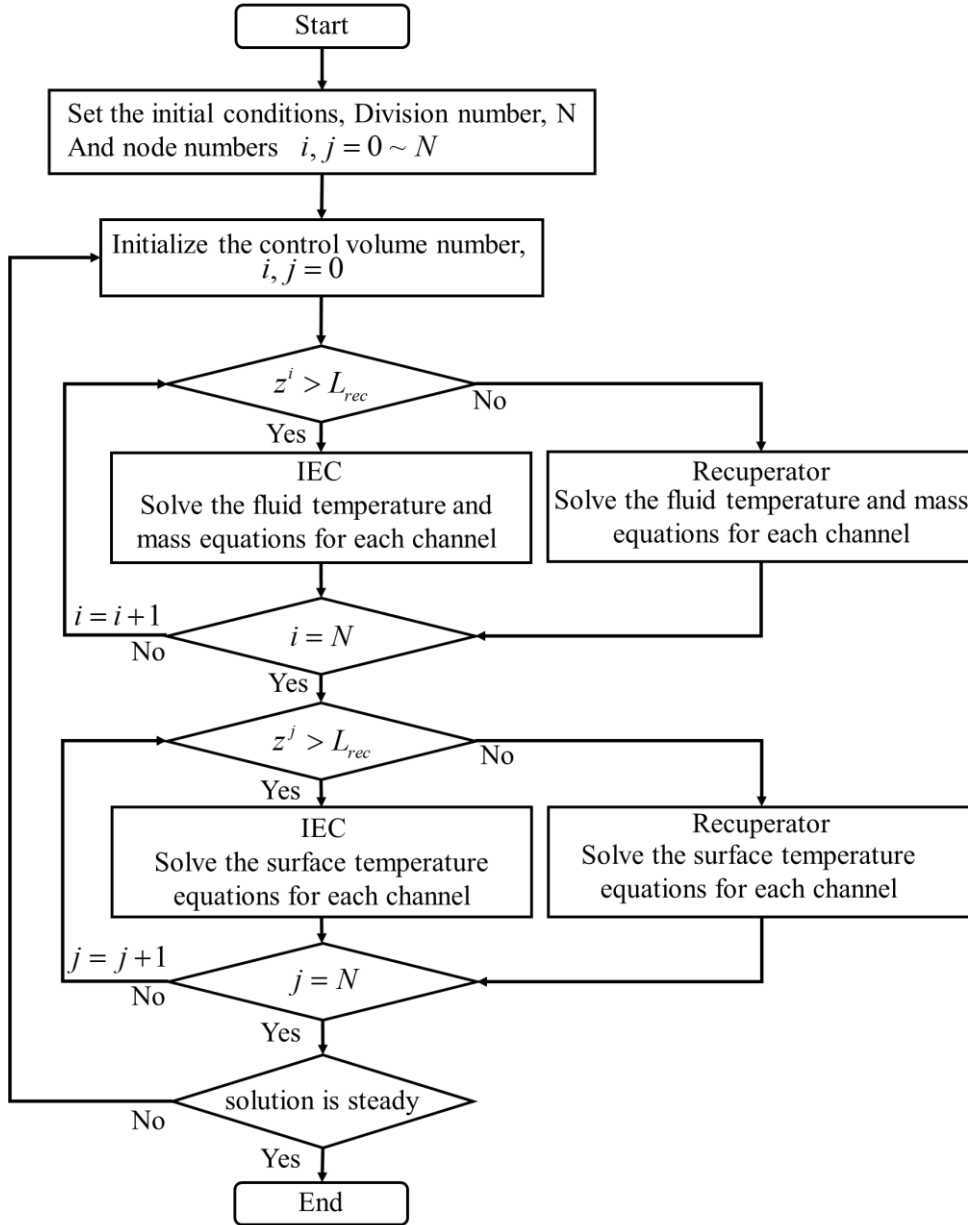 Start
Set the initial conditions, Division number, N
And node numbers i, j = 0 ~ N
Initialize the control volume number,
i, j = 0
z^i > L_rec
No
Yes
IEC
Solve the fluid temperature and
mass equations for each channel
Recuperator
Solve the fluid temperature and mass
equations for each channel
i = i+1
No
i = N
Yes
z^j > L_rec
No
Yes
IEC
Solve the surface temperature
equations for each channel
Recuperator
Solve the surface temperature
equations for each channel
j = j+1
No
j = N
Yes
solution is steady
No
Yes
End